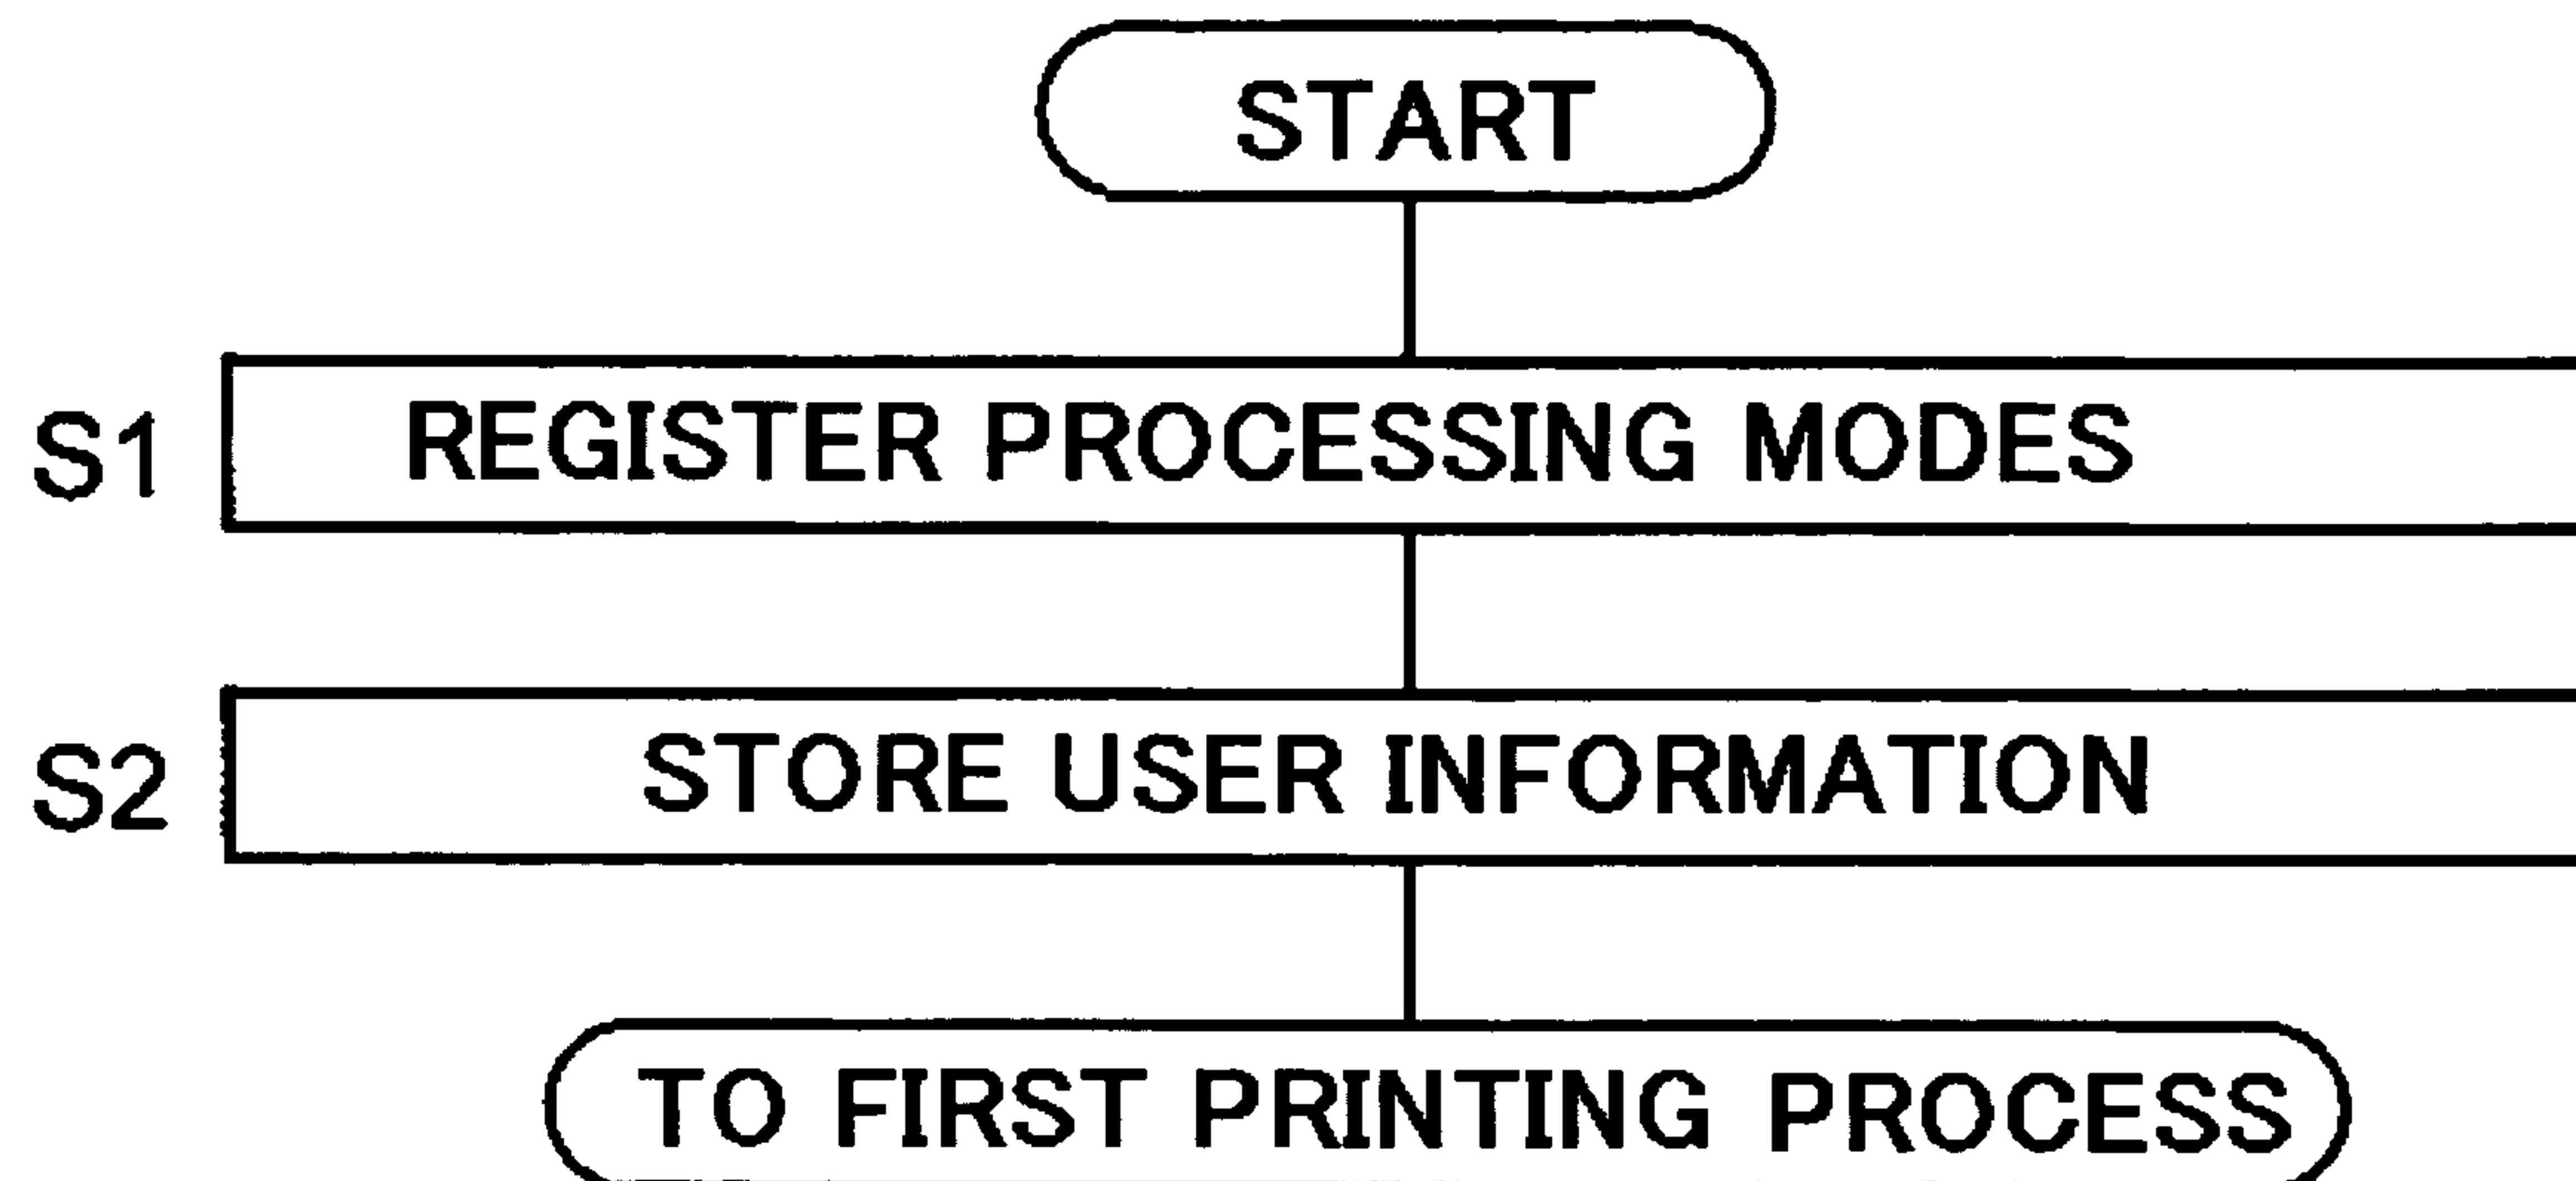 START
S1 REGISTER PROCESSING MODES
S2 STORE USER INFORMATION
TO FIRST PRINTING PROCESS